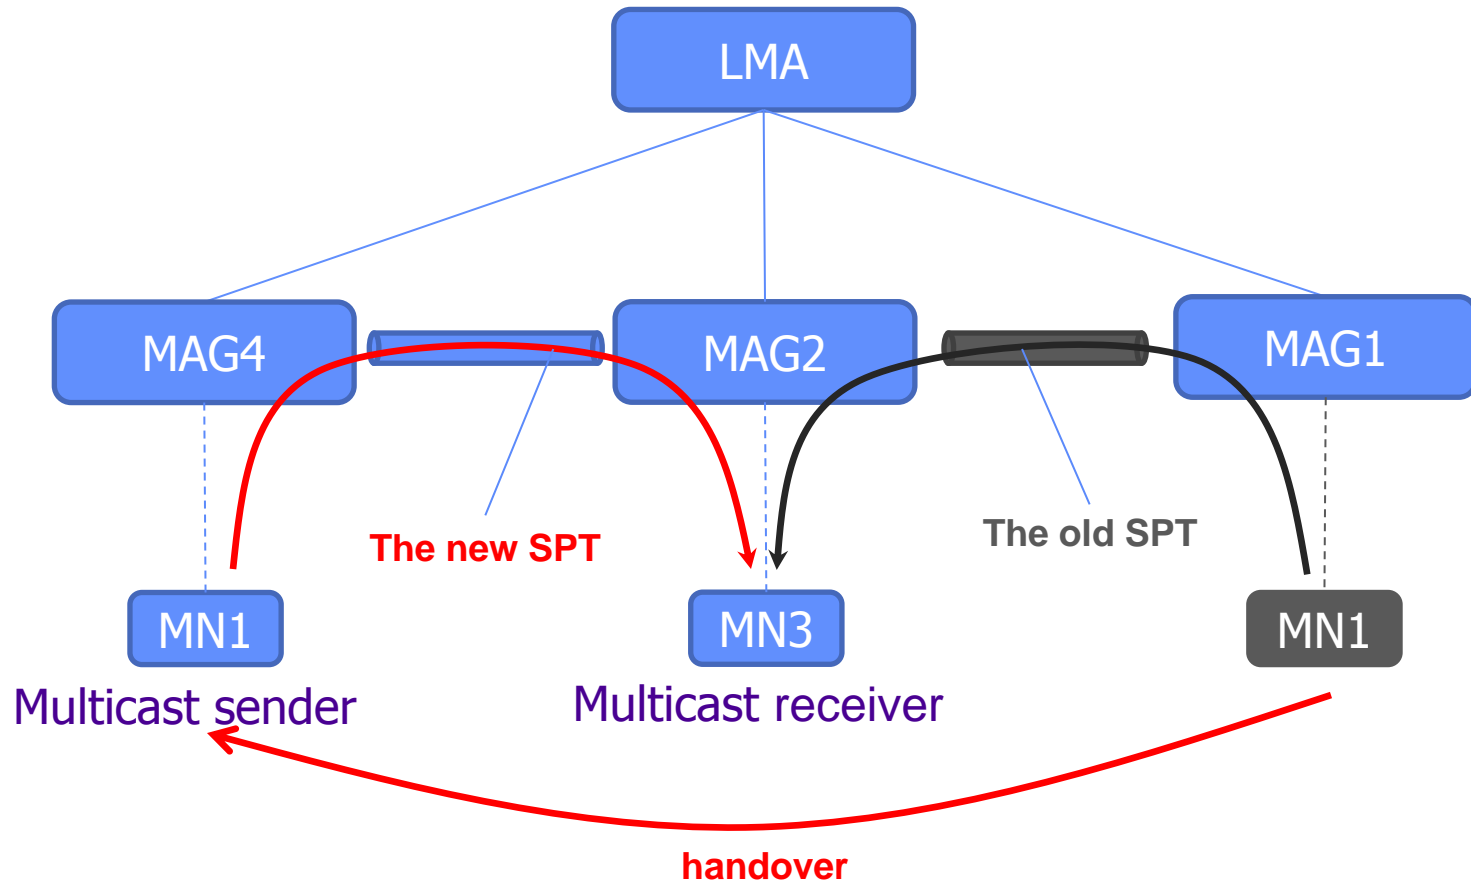 LMA
MAG4
MAG2
MAG1
The new SPT
The old SPT
MN1
MN3
MN1
Multicast sender
Multicast receiver
handover